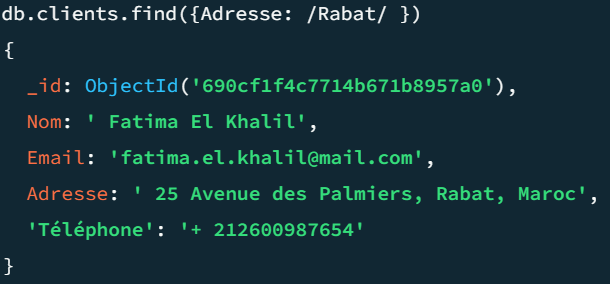 db.clients.find({Adresse: /Rabat/ })
{
_id: ObjectId('690cf1f4c7714b671b8957a0'),
Nom: ' Fatima El Khalil',
Email: 'fatima.el.khalil@mail.com',
Adresse: ' 25 Avenue des Palmiers, Rabat, Maroc',
'Téléphone': '+ 212600987654'
}